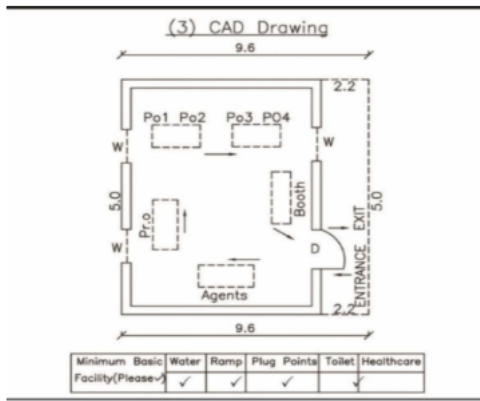 (3) CAD Drawing
9.6
2.2
Po1 Po2 Po3 PO4
W W
Booth
5.0 5.0
Pr.o
EXIT
W D
ENTRANCE
Agents
2.2
9.6
Minimum Basic Water Ramp Plug Points Toilet Healthcare
Facility(Please✓) ✓ ✓ ✓ ✓